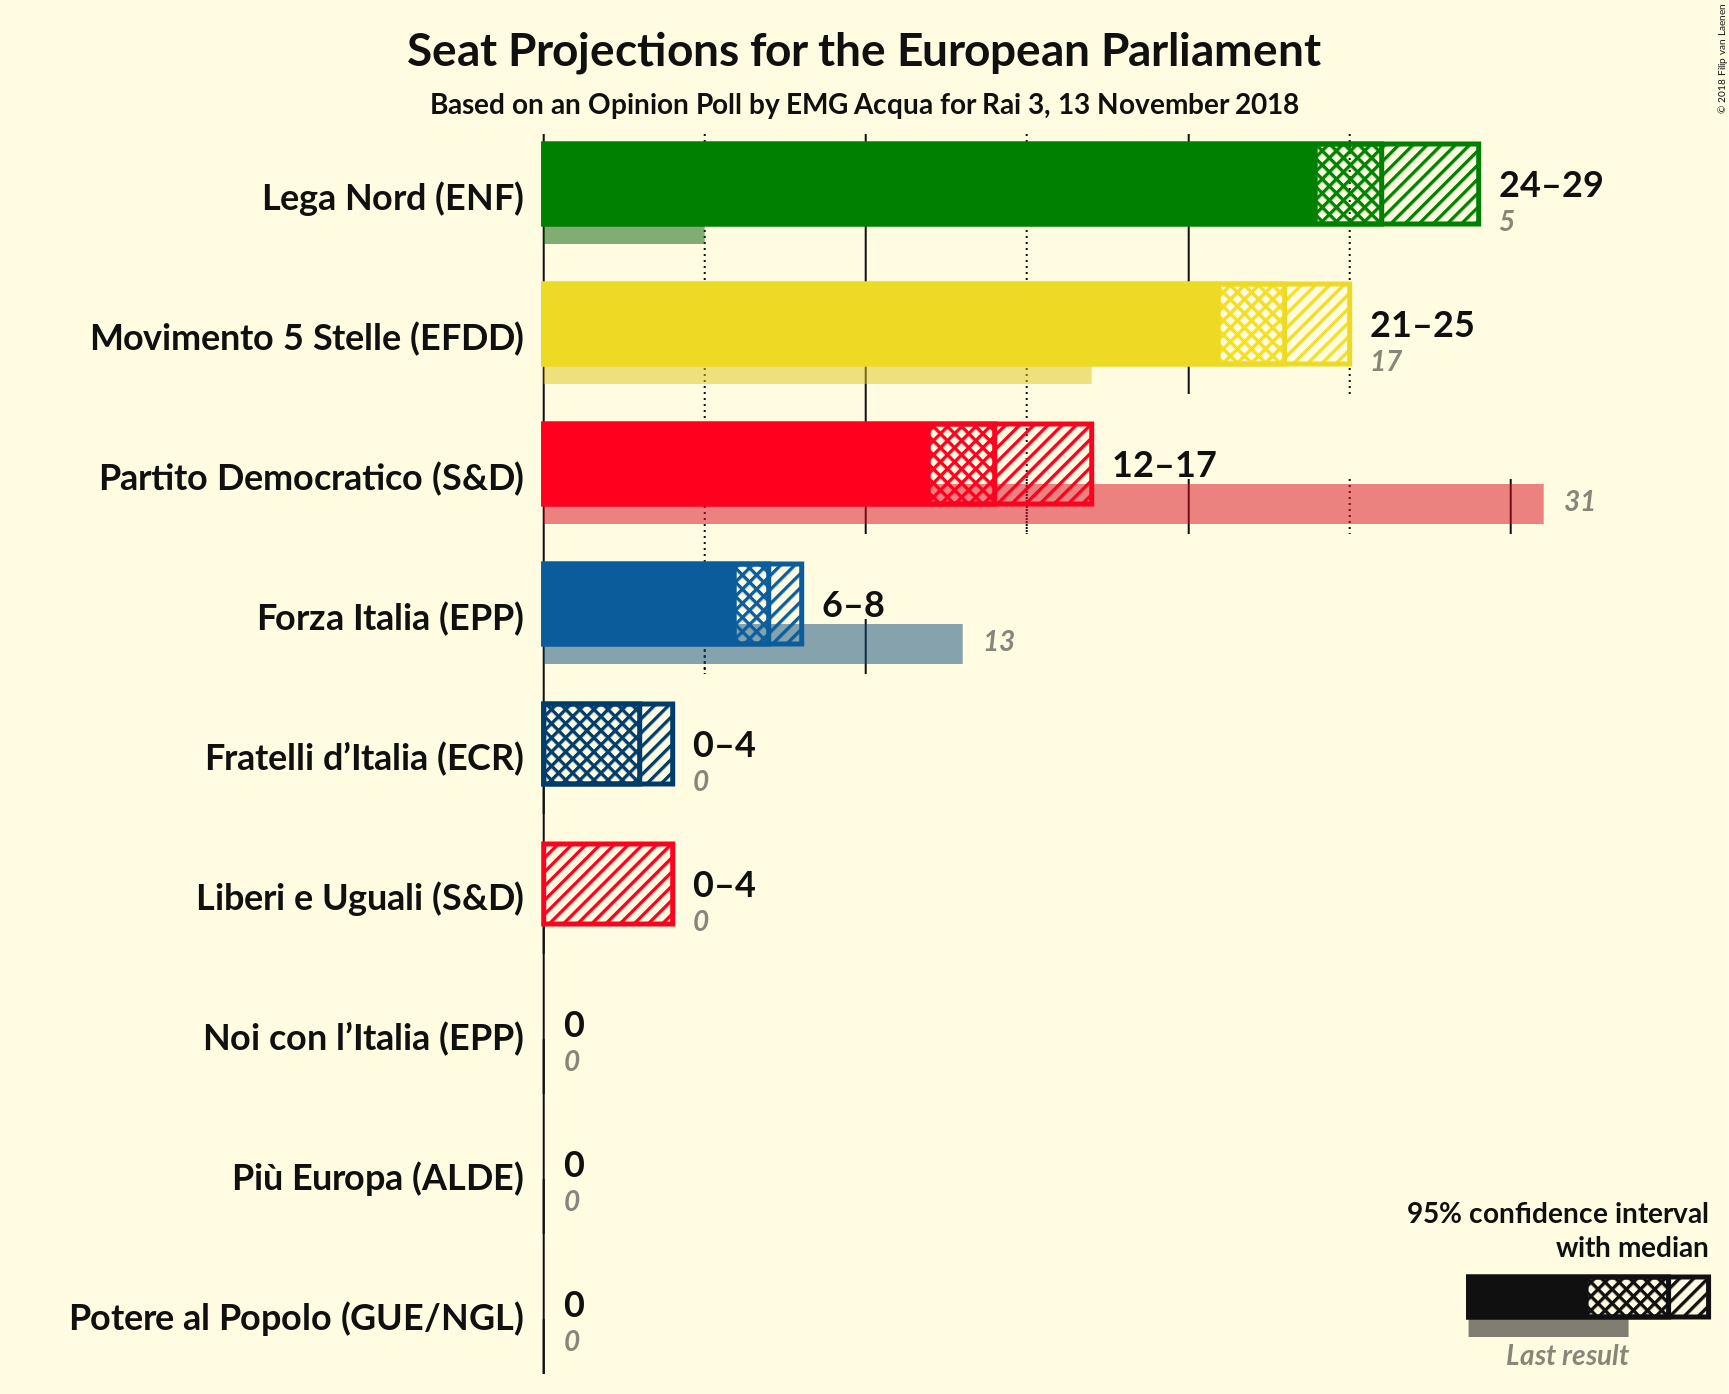 Seat Projections for the European Parliament
Based on an Opinion Poll by EMG Acqua for Rai 3, 13 November 2018
© 2018 Filip van Laenen
Lega Nord (ENF)
24–29
5
Movimento 5 Stelle (EFDD)
21–25
17
Partito Democratico (S&D)
12–17
31
Forza Italia (EPP)
6–8
13
Fratelli d’Italia (ECR)
0–4
0
Liberi e Uguali (S&D)
0–4
0
Noi con l’Italia (EPP)
0
0
Più Europa (ALDE)
0
0
Potere al Popolo (GUE/NGL)
0
0
95% confidence interval
with median
Last result